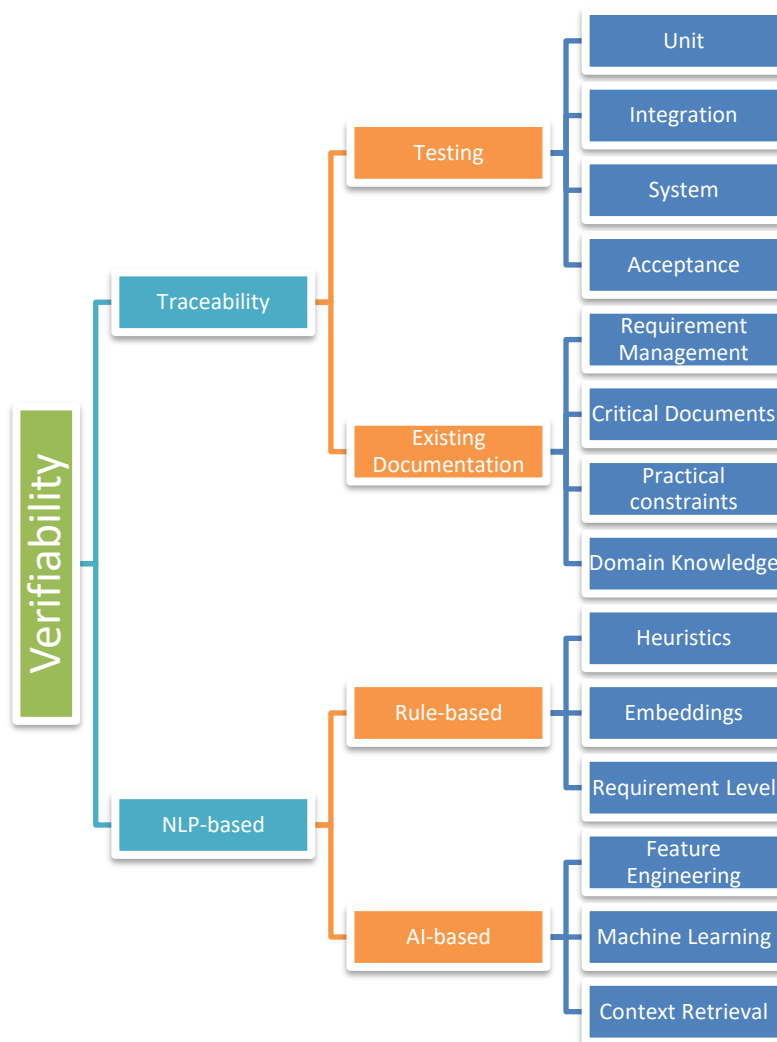 Verifiability
Traceability
Testing
Unit
Integration
System
Acceptance
Existing
Documentation
Requirement
Management
Critical Documents
Practical
constraints
Domain Knowledge
NLP-based
Rule-based
Heuristics
Embeddings
Requirement Level
AI-based
Feature
Engineering
Machine Learning
Context Retrieval